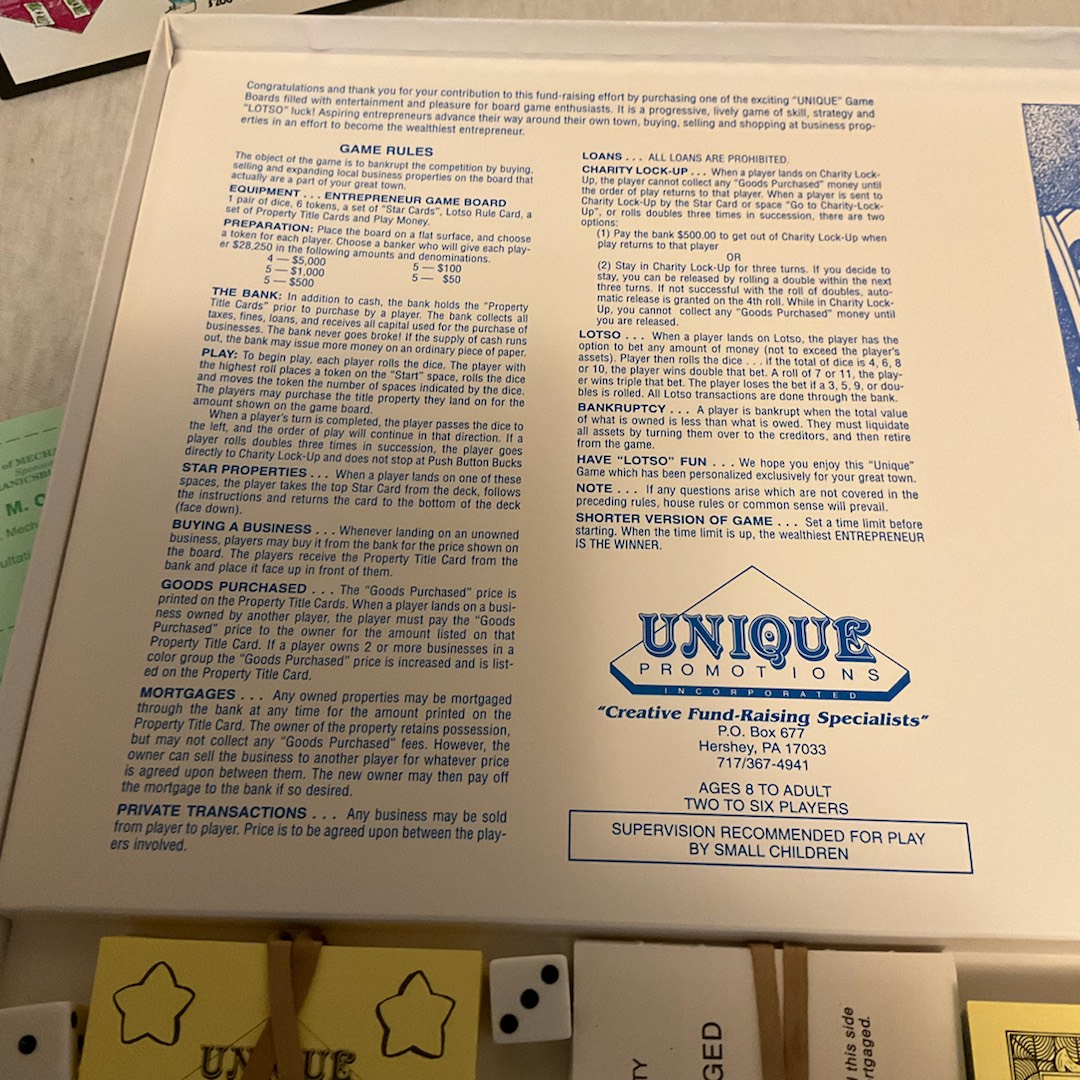 $200
Congratulations and thank you for your contribution to this fund-raising effort by purchasing one of the exciting "UNIQUE" Game
Boards filled with entertainment and pleasure for board game enthusiasts. It is a progressive, lively game of skill, strategy and
"LOTSO" luck! Aspiring entrepreneurs advance their way around their own town, buying, selling and shopping at business prop-
erties in an effort to become the wealthiest entrepreneur.
GAME RULES
The object of the game is to bankrupt the competition by buying,
selling and expanding local business properties on the board that
actually are a part of your great town.
EQUIPMENT . . . ENTREPRENEUR GAME BOARD
1 pair of dice, 6 tokens, a set of "Star Cards", Lotso Rule Card, a
set of Property Title Cards and Play Money.
PREPARATION: Place the board on a flat surface, and choose
a token for each player. Choose a banker who will give each play-
er $28,250 in the following amounts and denominations.
4 — $5,000 5 — $100
5 — $1,000 5 — $50
5 — $500
THE BANK: In addition to cash, the bank holds the "Property
Title Cards" prior to purchase by a player. The bank collects all
taxes, fines, loans, and receives all capital used for the purchase of
businesses. The bank never goes broke! If the supply of cash runs
out, the bank may issue more money on an ordinary piece of paper.
PLAY: To begin play, each player rolls the dice. The player with
the highest roll places a token on the "Start" space, rolls the dice
and moves the token the number of spaces indicated by the dice.
The players may purchase the title property they land on for the
amount shown on the game board.
When a player's turn is completed, the player passes the dice to
the left, and the order of play will continue in that direction. If a
player rolls doubles three times in succession, the player goes
directly to Charity Lock-Up and does not stop at Push Button Bucks
STAR PROPERTIES . . . When a player lands on one of these
spaces, the player takes the top Star Card from the deck, follows
the instructions and returns the card to the bottom of the deck
(face down).
BUYING A BUSINESS . . . Whenever landing on an unowned
business, players may buy it from the bank for the price shown on
the board. The players receive the Property Title Card from the
bank and place it face up in front of them.
GOODS PURCHASED . . . The "Goods Purchased" price is
printed on the Property Title Cards. When a player lands on a busi-
ness owned by another player, the player must pay the "Goods
Purchased" price to the owner for the amount listed on that
Property Title Card. If a player owns 2 or more businesses in a
color group the "Goods Purchased" price is increased and is list-
ed on the Property Title Card.
MORTGAGES . . . Any owned properties may be mortgaged
through the bank at any time for the amount printed on the
Property Title Card. The owner of the property retains possession,
but may not collect any "Goods Purchased" fees. However, the
owner can sell the business to another player for whatever price
is agreed upon between them. The new owner may then pay off
the mortgage to the bank if so desired.
PRIVATE TRANSACTIONS . . . Any business may be sold
from player to player. Price is to be agreed upon between the play-
ers involved.
LOANS . . . ALL LOANS ARE PROHIBITED.
CHARITY LOCK-UP . . . When a player lands on Charity Lock-
Up, the player cannot collect any "Goods Purchased" money until
the order of play returns to that player. When a player is sent to
Charity Lock-Up by the Star Card or space "Go to Charity-Lock-
Up", or rolls doubles three times in succession, there are two
options:
(1) Pay the bank $500.00 to get out of Charity Lock-Up when
play returns to that player
OR
(2) Stay in Charity Lock-Up for three turns. If you decide to
stay, you can be released by rolling a double within the next
three turns. If not successful with the roll of doubles, auto-
matic release is granted on the 4th roll. While in Charity Lock-
Up, you cannot collect any "Goods Purchased" money until
you are released.
LOTSO . . . When a player lands on Lotso, the player has the
option to bet any amount of money (not to exceed the player's
assets). Player then rolls the dice . . . if the total of dice is 4, 6, 8
or 10, the player wins double that bet. A roll of 7 or 11, the play-
er wins triple that bet. The player loses the bet if a 3, 5, 9, or dou-
bles is rolled. All Lotso transactions are done through the bank.
BANKRUPTCY . . . A player is bankrupt when the total value
of what is owned is less than what is owed. They must liquidate
all assets by turning them over to the creditors, and then retire
from the game.
HAVE "LOTSO" FUN . . . We hope you enjoy this "Unique"
Game which has been personalized exclusively for your great town.
NOTE . . . If any questions arise which are not covered in the
preceding rules, house rules or common sense will prevail.
SHORTER VERSION OF GAME . . . Set a time limit before
starting. When the time limit is up, the wealthiest ENTREPRENEUR
IS THE WINNER.
UNIQUE
PROMOTIONS
INCORPORATED
"Creative Fund-Raising Specialists"
P.O. Box 677
Hershey, PA 17033
717/367-4941
AGES 8 TO ADULT
TWO TO SIX PLAYERS
SUPERVISION RECOMMENDED FOR PLAY
BY SMALL CHILDREN
of MECHA
ANICSB
M. C
Mech
ultati
UNIQUE
TY
GED
this side
rtgaged.